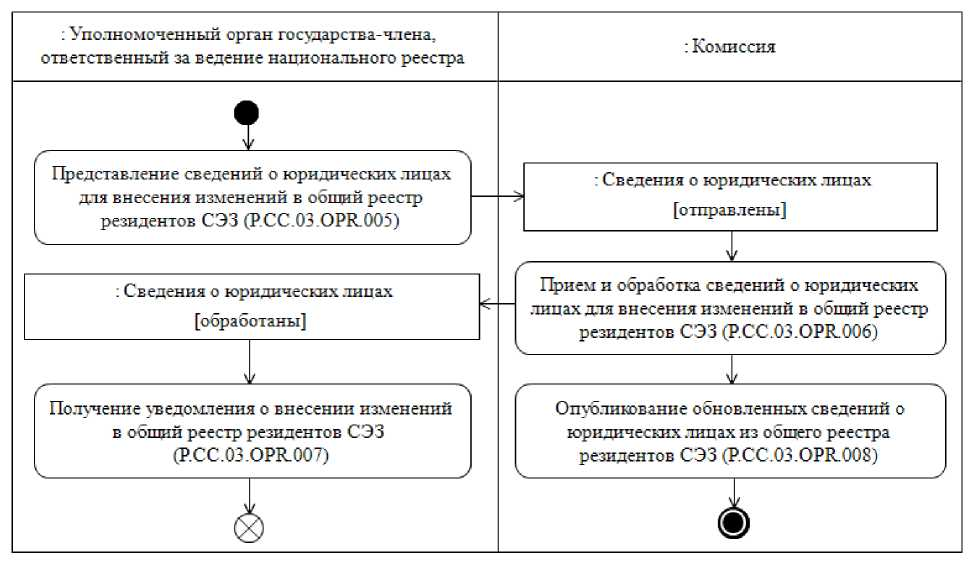 : Уполномоченный орган государства-члена,
ответственный за ведение национального реестра
: Комиссия
Представление сведений о юридических лицах
для внесения изменений в общий реестр
резидентов СЭЗ (P.CC.03.OPR.005)
: Сведения о юридических лицах
[отправлены]
Прием и обработка сведений о юридических
лицах для внесения изменений в общий реестр
резидентов СЭЗ (P.CC.03.OPR.006)
: Сведения о юридических лицах
[обработаны]
Получение уведомления о внесении изменений
в общий реестр резидентов СЭЗ
(P.CC.03.OPR.007)
Опубликование обновленных сведений о
юридических лицах из общего реестра
резидентов СЭЗ (P.CC.03.OPR.008)